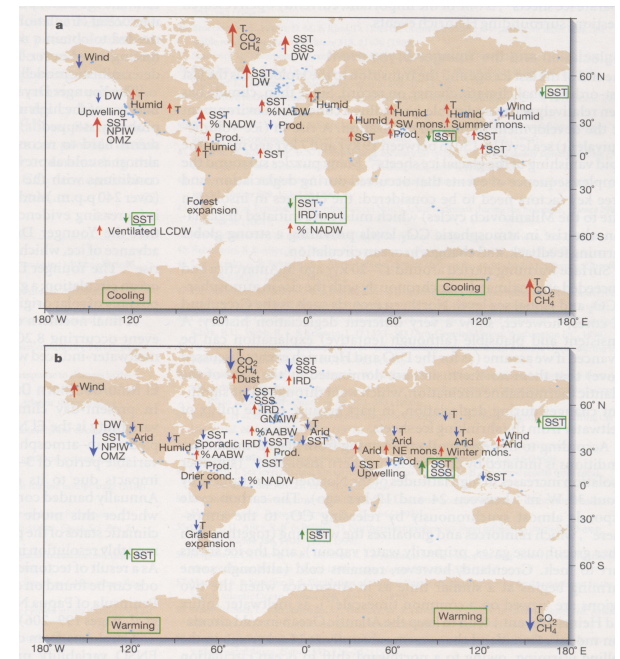 a
T
CO2
CH4
SST
SSS
DW
Wind
SST
DW
60° N
DW
Upwelling
SST
NPIW
OMZ
T
Humid
T
SST
% NADW
SST
%NADW
Prod.
T
Humid
T
Humid
T
Humid
Wind
Humid
SST
Humid
SW mons.
Summer mons.
30°
Prod.
Humid
T
SST
SST
Prod.
SST
SST
SST
0°
30°
Forest
expansion
SST
IRD input
SST
Ventilated LCDW
% NADW
60° S
Cooling
Cooling
T
CO2
CH4
180° W
120°
60°
0°
60°
120°
180° E
b
T
CO2
CH4
Dust
SST
SSS
IRD
Wind
SST
SSS
IRD
GNAIW
60° N
DW
SST
NPIW
OMZ
T
Arid
T
Humid
SST
Sporadic IRD
%AABW
%AABW
SST
Prod.
T
Arid
SST
T
T
Arid
T
Arid
Wind
Arid
SST
Arid
NE mons.
Winter mons.
30°
Prod.
Drier cond.
T
SST
% NADW
SST
Upwelling
Prod.
SST
SSS
SST
0°
T
Grasland
expansion
SST
30°
SST
60° S
Warming
Warming
T
CO2
CH4
180° W
120°
60°
0°
60°
120°
180° E